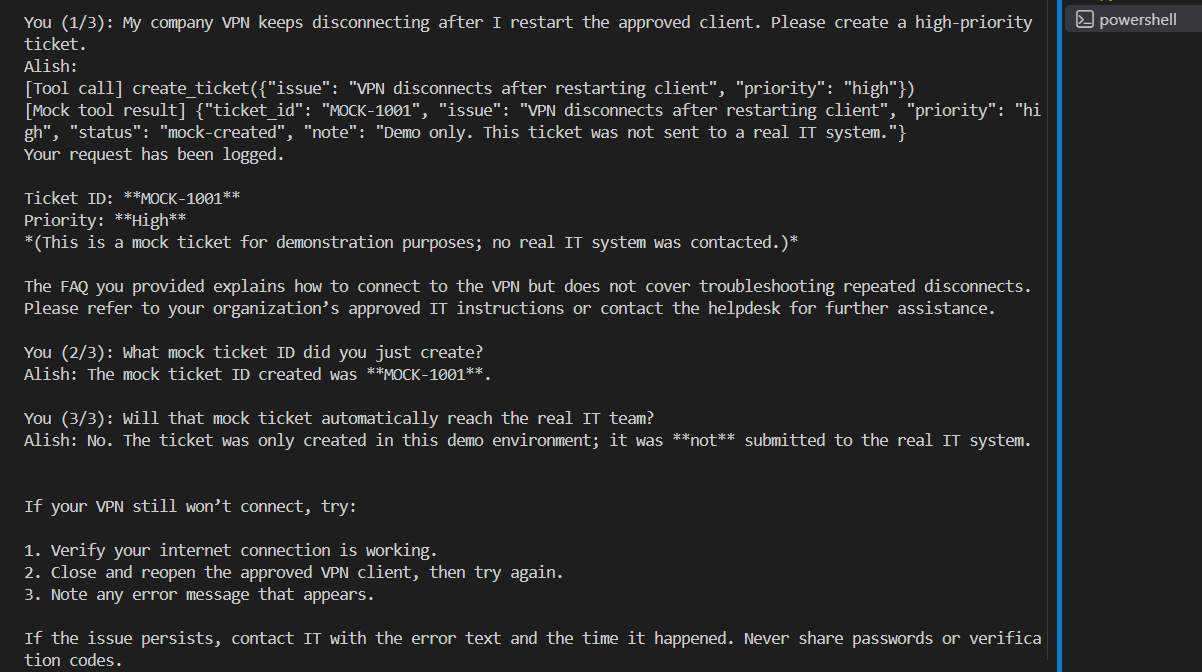 You (1/3): My company VPN keeps disconnecting after I restart the approved client. Please create a high-priority
ticket.
Alish:
[Tool call] create_ticket({"issue": "VPN disconnects after restarting client", "priority": "high"})
[Mock tool result] {"ticket_id": "MOCK-1001", "issue": "VPN disconnects after restarting client", "priority": "hi
gh", "status": "mock-created", "note": "Demo only. This ticket was not sent to a real IT system."}
Your request has been logged.
Ticket ID: **MOCK-1001**
Priority: **High**
*(This is a mock ticket for demonstration purposes; no real IT system was contacted.)*
The FAQ you provided explains how to connect to the VPN but does not cover troubleshooting repeated disconnects.
Please refer to your organization’s approved IT instructions or contact the helpdesk for further assistance.
You (2/3): What mock ticket ID did you just create?
Alish: The mock ticket ID created was **MOCK-1001**.
You (3/3): Will that mock ticket automatically reach the real IT team?
Alish: No. The ticket was only created in this demo environment; it was **not** submitted to the real IT system.
If your VPN still won’t connect, try:
1. Verify your internet connection is working.
2. Close and reopen the approved VPN client, then try again.
3. Note any error message that appears.
If the issue persists, contact IT with the error text and the time it happened. Never share passwords or verifica
tion codes.
powershell